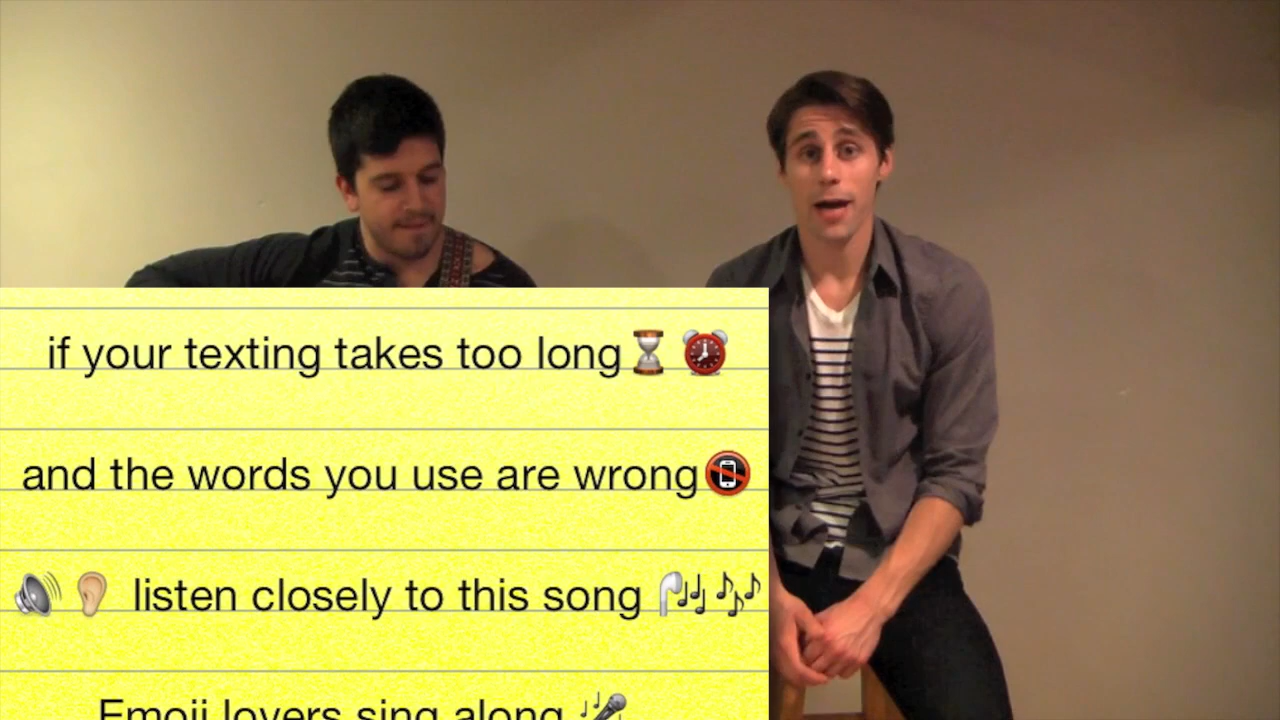 if your texting takes too long⏳⏰
and the words you use are wrong📵
🔊👂 listen closely to this song 🎧🎶
Emoji lovers sing along 🎤